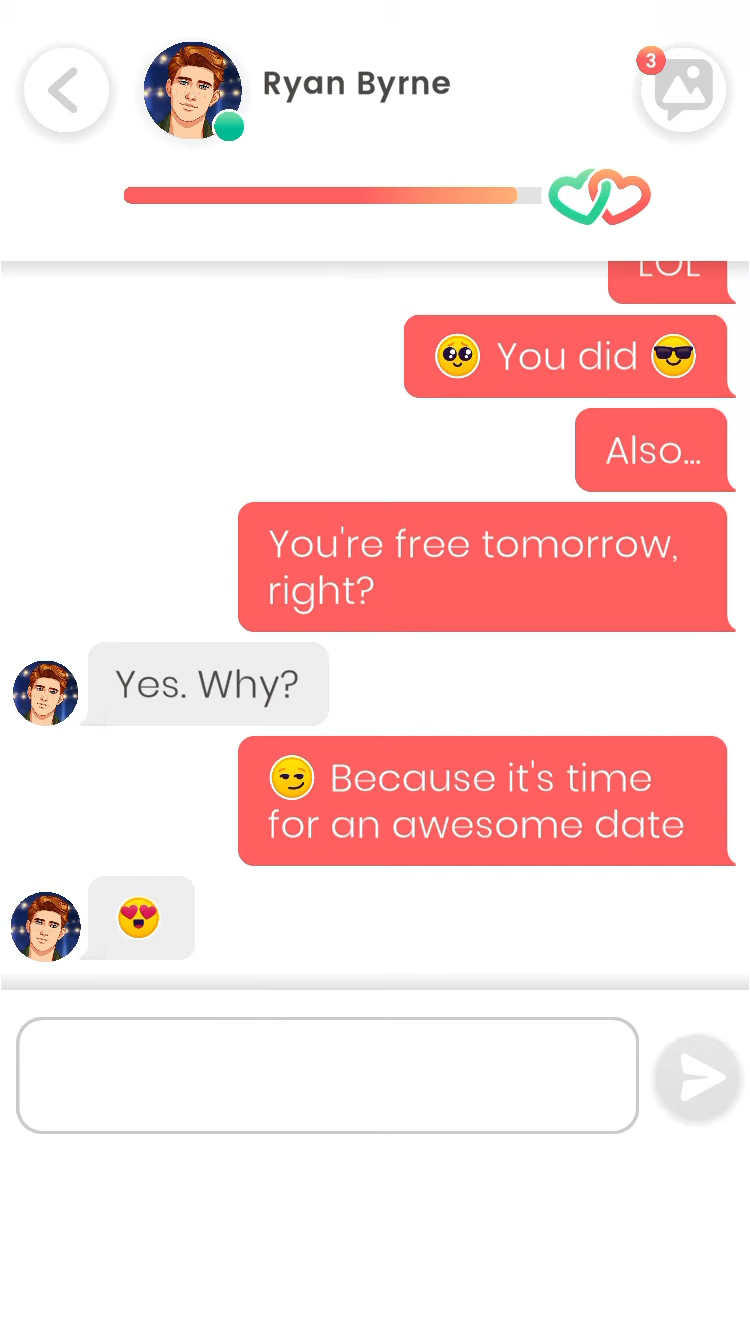 Ryan Byrne
3
LOL
🥺 You did 😎
Also...
You're free tomorrow,
right?
Yes. Why?
😏 Because it's time
for an awesome date
😍